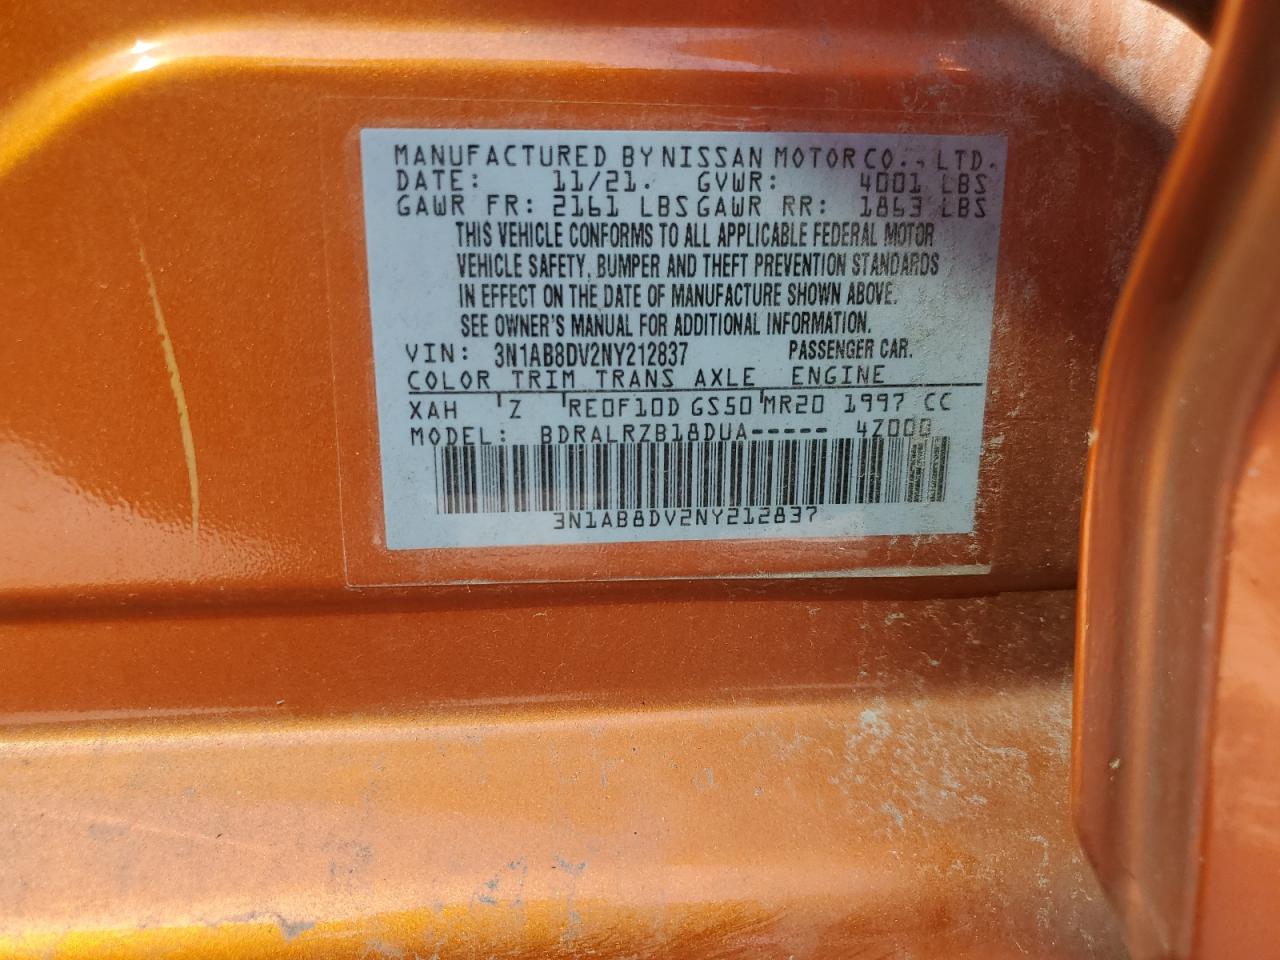 MANUFACTURED BY NISSAN MOTOR CO., LTD.
DATE: 11/21. GVWR: 4001 LBS
GAWR FR: 2161 LBS GAWR RR: 1863 LBS
THIS VEHICLE CONFORMS TO ALL APPLICABLE FEDERAL MOTOR
VEHICLE SAFETY, BUMPER AND THEFT PREVENTION STANDARDS
IN EFFECT ON THE DATE OF MANUFACTURE SHOWN ABOVE.
SEE OWNER'S MANUAL FOR ADDITIONAL INFORMATION.
VIN: 3N1AB8DV2NY212837 PASSENGER CAR.
COLOR TRIM TRANS AXLE ENGINE
XAH Z RE0F10D GS50 MR20 1997 CC
MODEL: BDRALRZB18DUA----- 4Z000
3N1AB8DV2NY212837